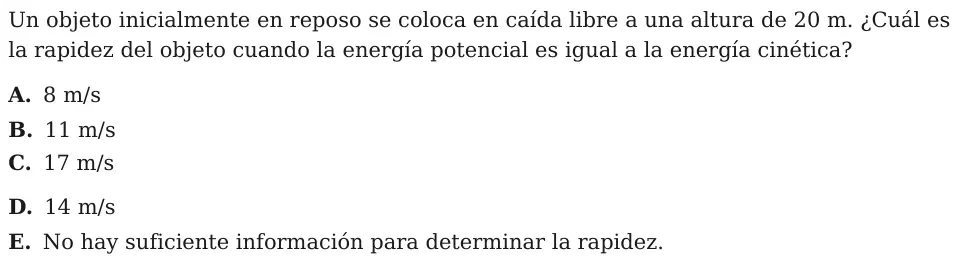 Un objeto inicialmente en reposo se coloca en caída libre a una altura de 20 m. ¿Cuál es
la rapidez del objeto cuando la energía potencial es igual a la energía cinética?
A. 8 m/s
B. 11 m/s
C. 17 m/s
D. 14 m/s
E. No hay suficiente información para determinar la rapidez.